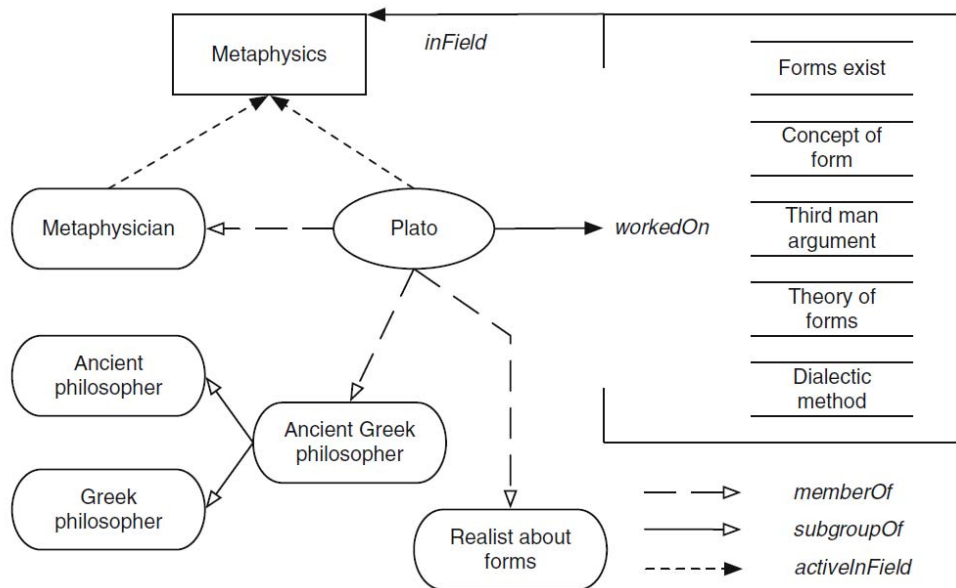 Metaphysics
inField
Forms exist
Concept of
form
Metaphysician
Plato
workedOn
Third man
argument
Theory of
forms
Ancient
philosopher
Dialectic
method
Ancient Greek
philosopher
Greek
philosopher
Realist about
forms
memberOf
subgroupOf
activeInField